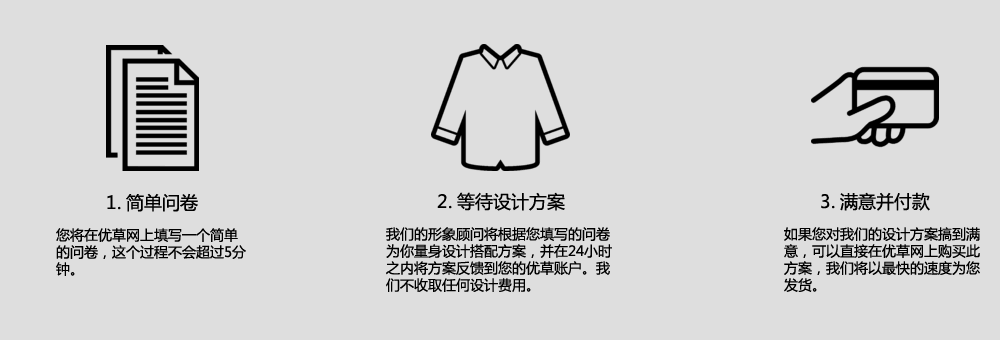 1. 简单问卷
您将在优草网上填写一个简单
的问卷，这个过程不会超过5分
钟。
2. 等待设计方案
我们的形象顾问将根据您填写的问卷
为你量身设计搭配方案，并在24小时
之内将方案反馈到您的优草账户。我
们不收取任何设计费用。
3. 满意并付款
如果您对我们的设计方案搞到满
意，可以直接在优草网上购买此
方案，我们将以最快的速度为您
发货。